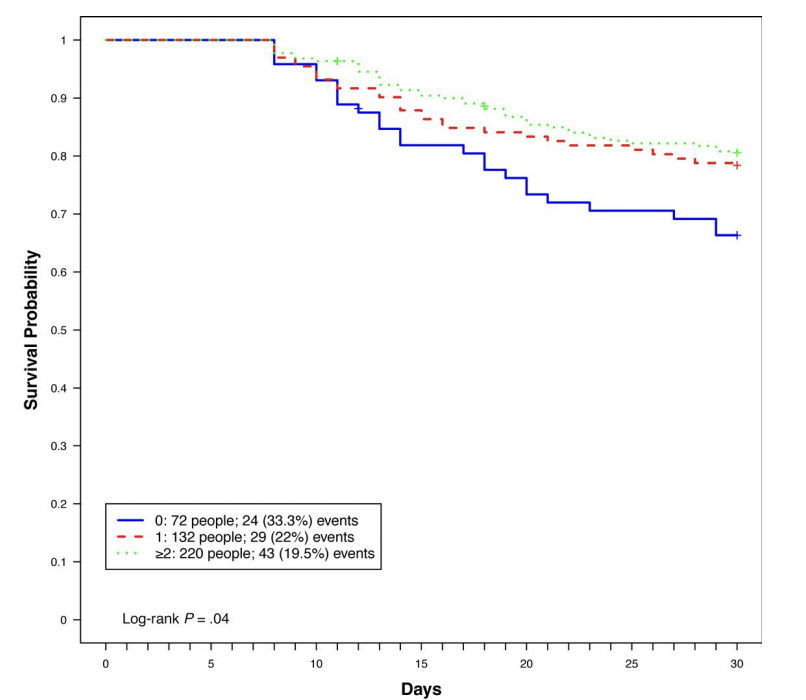 1
0.9
0.8
0.7
0.6
0.5
0.4
0.3
0.2
0.1
0
Survival Probability
0: 72 people; 24 (33.3%) events
1: 132 people; 29 (22%) events
≥2: 220 people; 43 (19.5%) events
Log-rank P = .04
0 5 10 15 20 25 30
Days